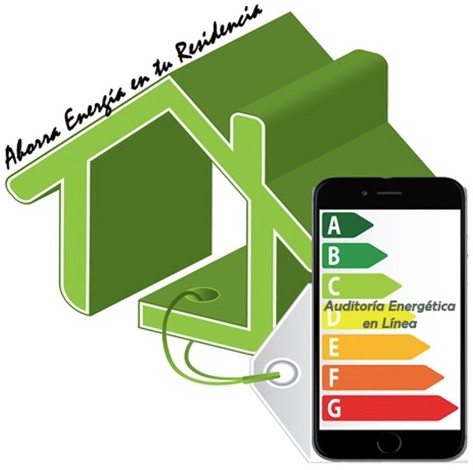 Ahorra Energía en tu Residencia
A
B
C
Auditoría Energética
D
en Línea
E
F
G